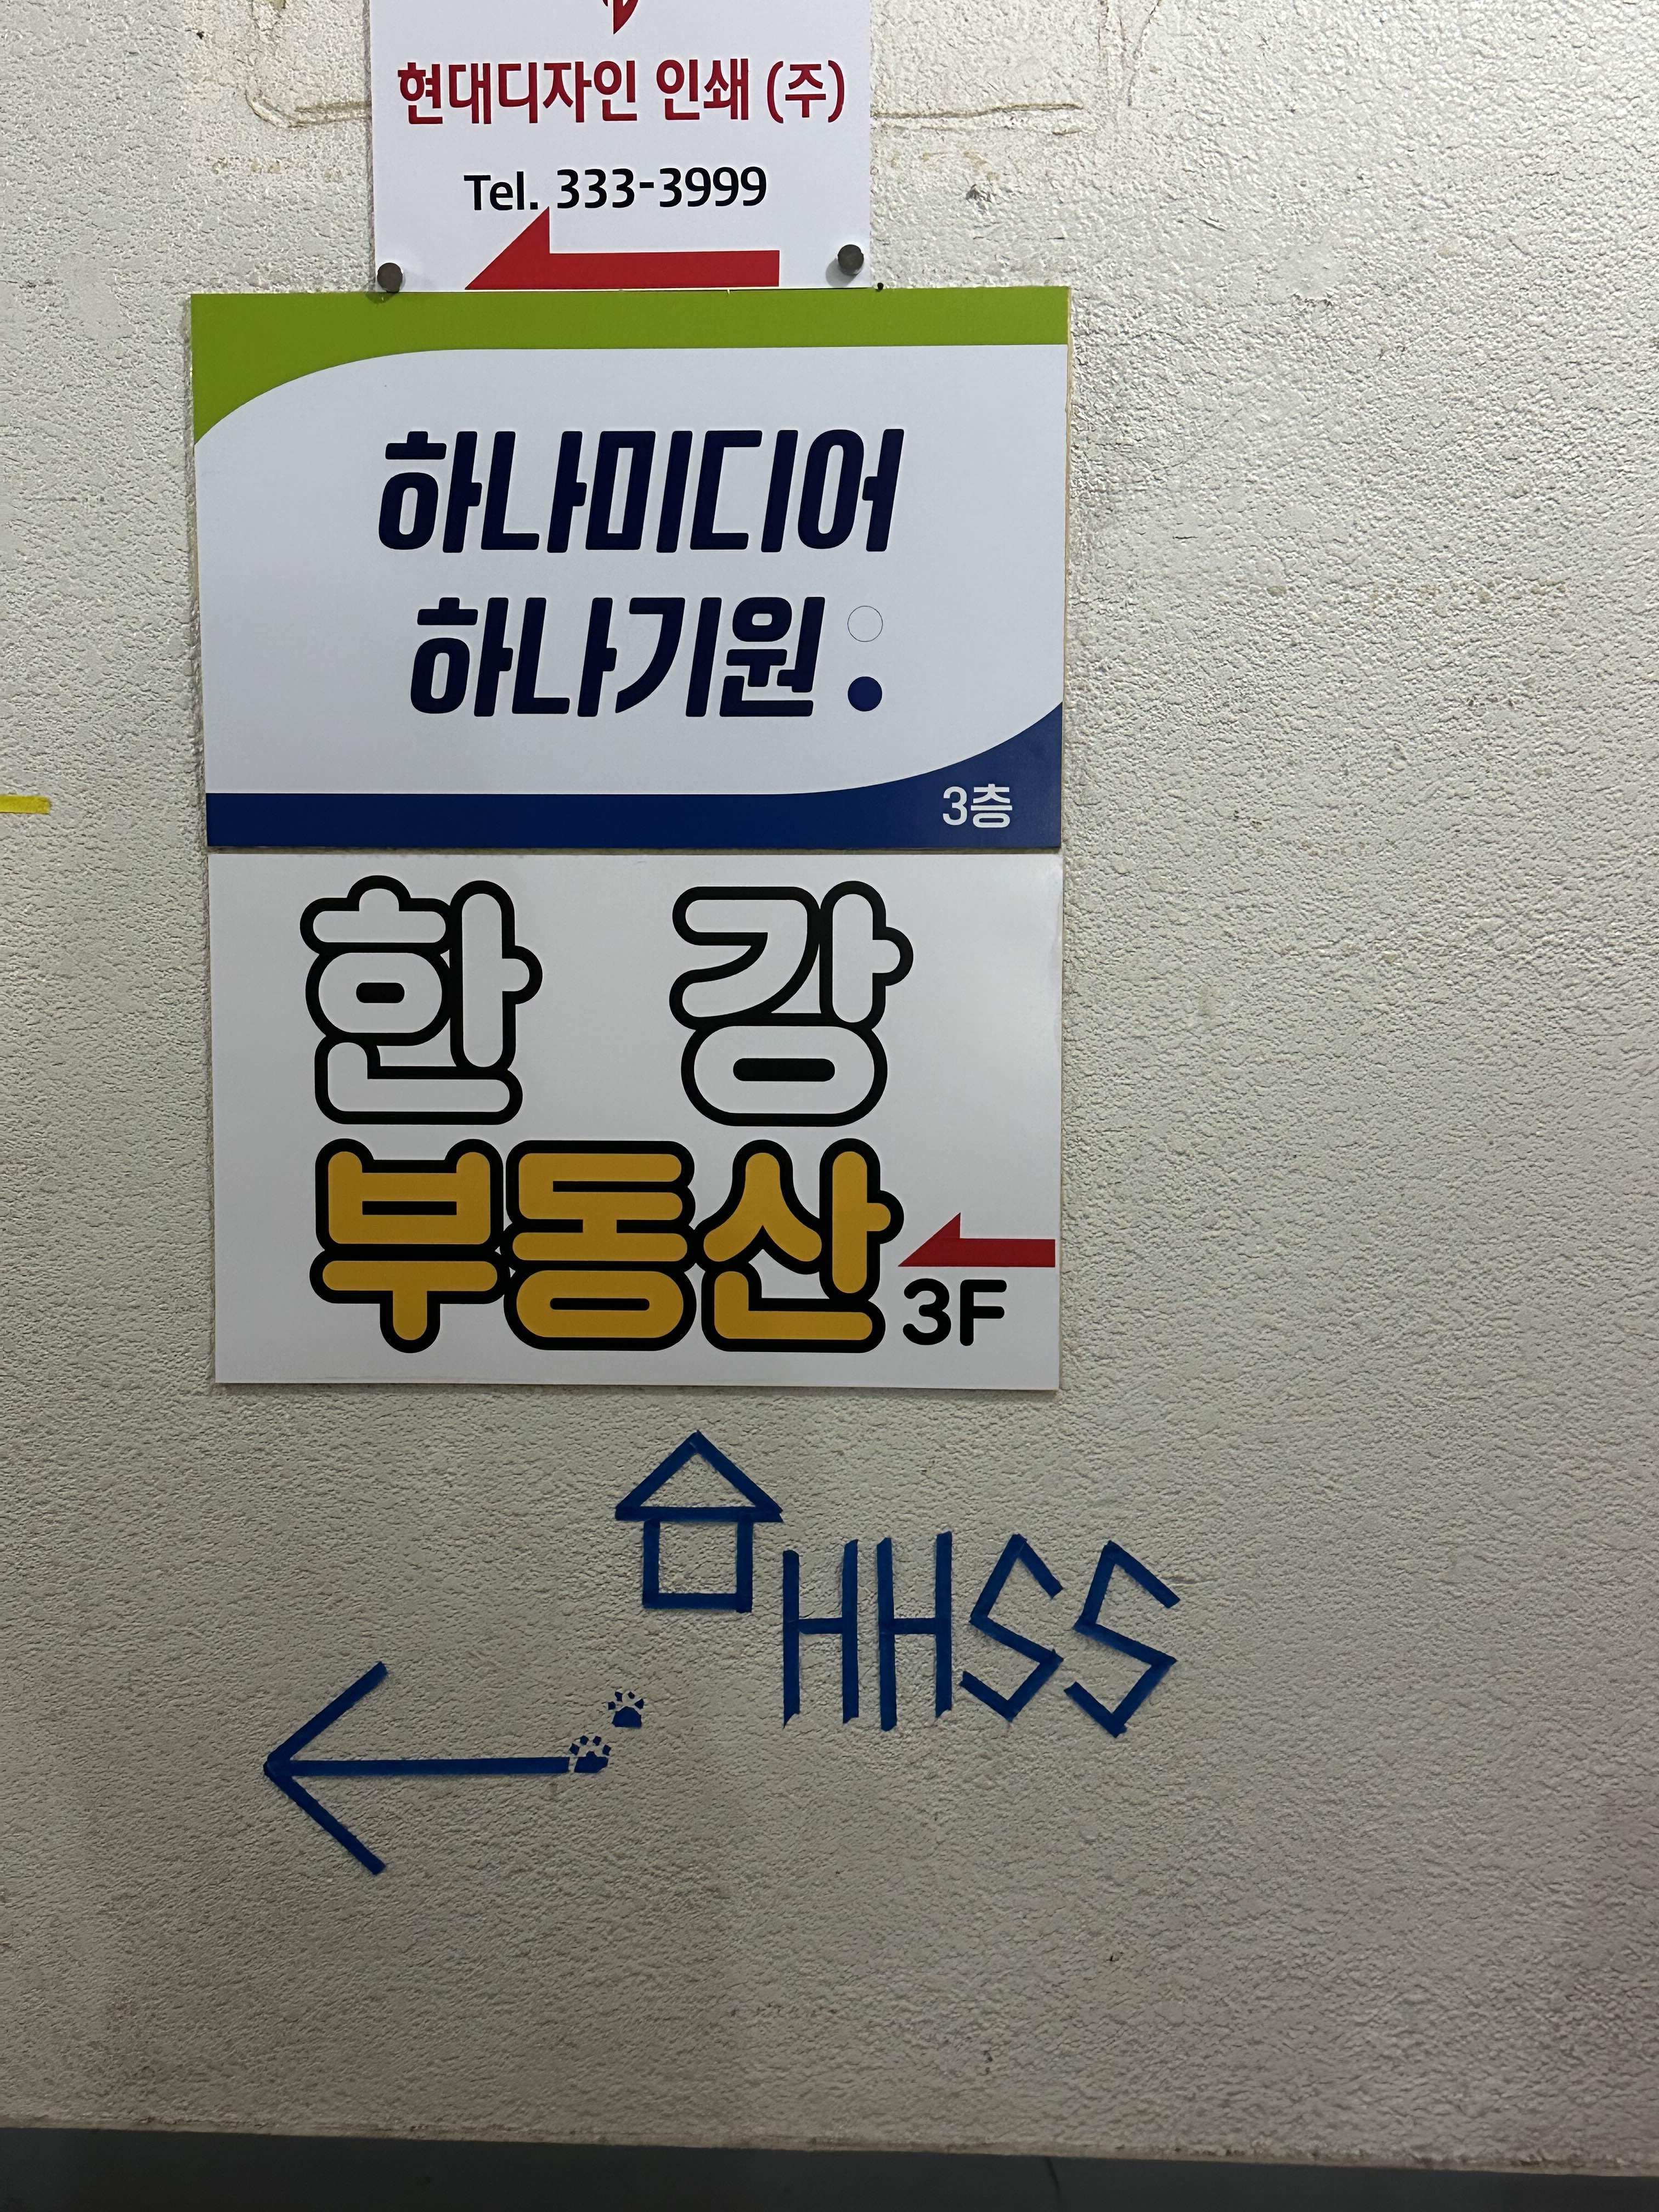 현대디자인 인쇄 (주)
Tel. 333-3999
하나미디어
하나기원
3층
한 강
부동산
3F
HHSS